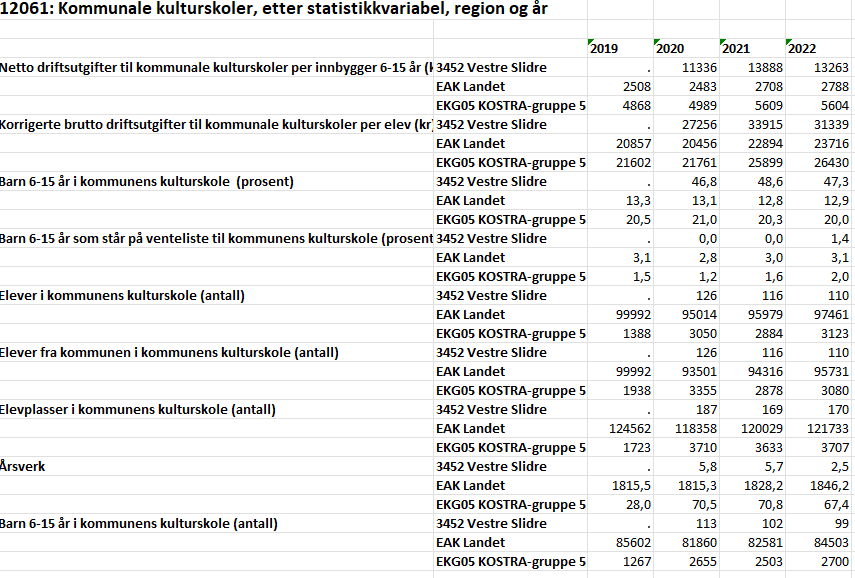 12061: Kommunale kulturskoler, etter statistikkvariabel, region og år
2019 2020 2021 2022
Netto driftsutgifter til kommunale kulturskoler per innbygger 6-15 år (k 3452 Vestre Slidre . 11336 13888 13263
EAK Landet 2508 2483 2708 2788
EKG05 KOSTRA-gruppe 5 4868 4989 5609 5604
Korrigerte brutto driftsutgifter til kommunale kulturskoler per elev (kr) 3452 Vestre Slidre . 27256 33915 31339
EAK Landet 20857 20456 22894 23716
EKG05 KOSTRA-gruppe 5 21602 21761 25899 26430
Barn 6-15 år i kommunens kulturskole (prosent) 3452 Vestre Slidre . 46,8 48,6 47,3
EAK Landet 13,3 13,1 12,8 12,9
EKG05 KOSTRA-gruppe 5 20,5 21,0 20,3 20,0
Barn 6-15 år som står på venteliste til kommunens kulturskole (prosent 3452 Vestre Slidre . 0,0 0,0 1,4
EAK Landet 3,1 2,8 3,0 3,1
EKG05 KOSTRA-gruppe 5 1,5 1,2 1,6 2,0
Elever i kommunens kulturskole (antall) 3452 Vestre Slidre . 126 116 110
EAK Landet 99992 95014 95979 97461
EKG05 KOSTRA-gruppe 5 1388 3050 2884 3123
Elever fra kommunen i kommunens kulturskole (antall) 3452 Vestre Slidre . 126 116 110
EAK Landet 99992 93501 94316 95731
EKG05 KOSTRA-gruppe 5 1938 3355 2878 3080
Elevplasser i kommunens kulturskole (antall) 3452 Vestre Slidre . 187 169 170
EAK Landet 124562 118358 120029 121733
EKG05 KOSTRA-gruppe 5 1723 3710 3633 3707
Årsverk 3452 Vestre Slidre . 5,8 5,7 2,5
EAK Landet 1815,5 1815,3 1828,2 1846,2
EKG05 KOSTRA-gruppe 5 28,0 70,5 70,8 67,4
Barn 6-15 år i kommunens kulturskole (antall) 3452 Vestre Slidre . 113 102 99
EAK Landet 85602 81860 82581 84503
EKG05 KOSTRA-gruppe 5 1267 2655 2503 2700